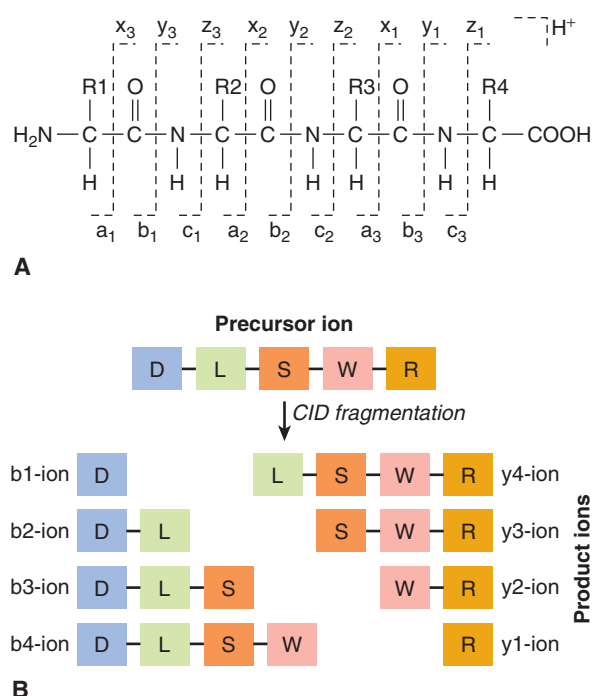 x3 y3 z3 x2 y2 z2 x1 y1 z1 H+
R1 O R2 O R3 O R4
H2N C C N C C N C C N C COOH
H H H H H H H
a1 b1 c1 a2 b2 c2 a3 b3 c3
A
Precursor ion
D L S W R
CID fragmentation
b1-ion D L S W R y4-ion
b2-ion D L S W R y3-ion
b3-ion D L S W R y2-ion
b4-ion D L S W R y1-ion
Product ions
B